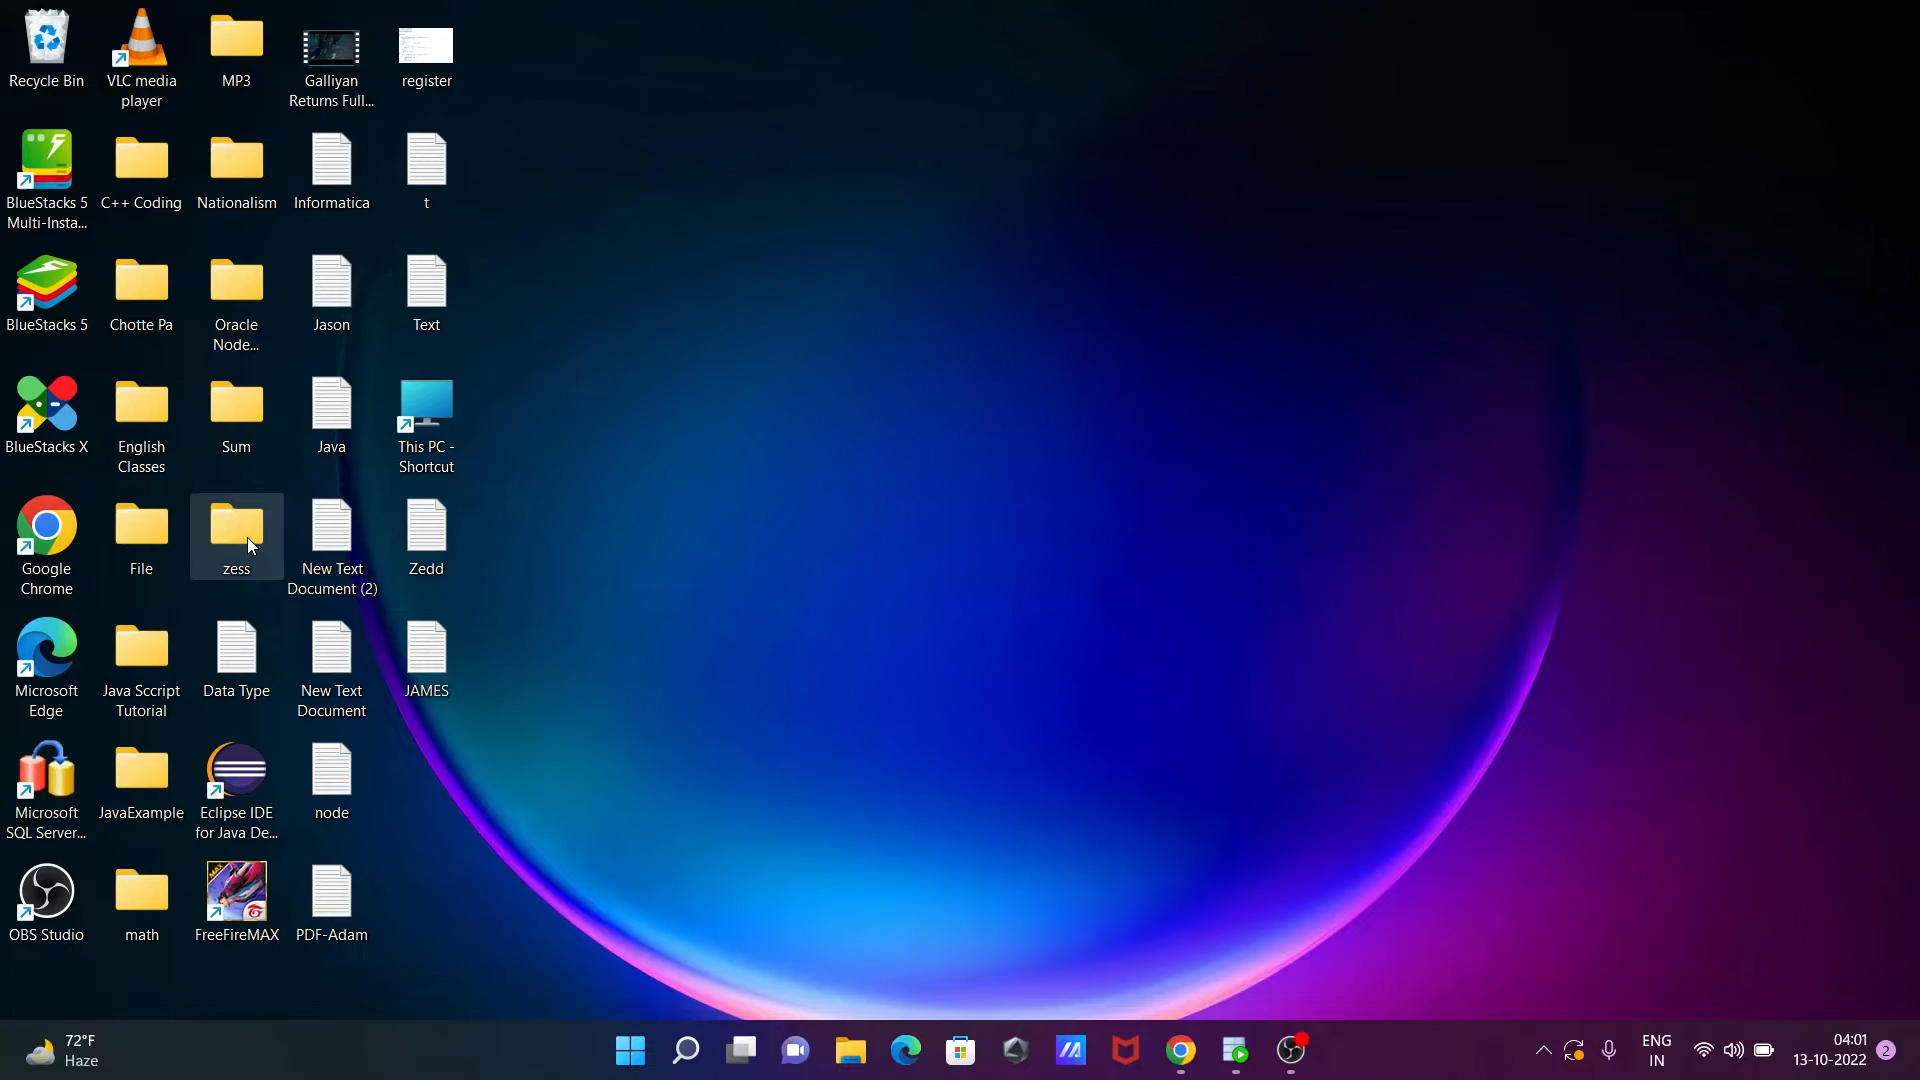 Recycle Bin
VLC media
player
MP3
Galliyan
Returns Full...
register
BlueStacks 5
Multi-Insta...
C++ Coding
Nationalism
Informatica
t
BlueStacks 5
Chotte Pa
Oracle
Node...
Jason
Text
BlueStacks X
English
Classes
Sum
Java
This PC -
Shortcut
Google
Chrome
File
zess
New Text
Document (2)
Zedd
Microsoft
Edge
Java Sccript
Tutorial
Data Type
New Text
Document
JAMES
Microsoft
SQL Server...
JavaExample
Eclipse IDE
for Java De...
node
OBS Studio
math
MAX
FreeFireMAX
PDF-Adam
72°F
Haze
ENG
IN
04:01
13-10-2022
2